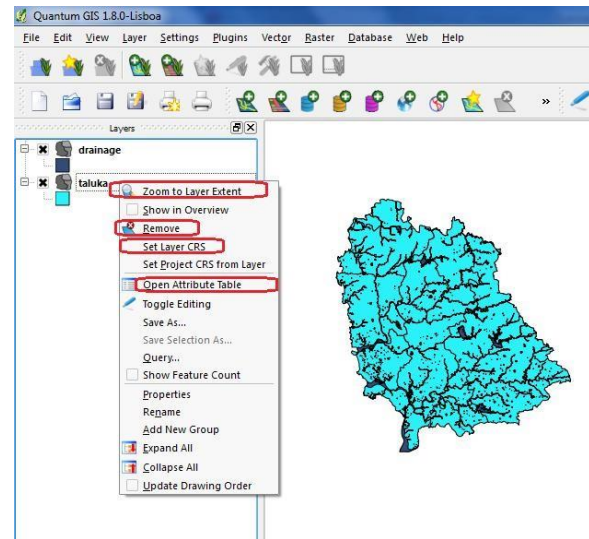 Quantum GIS 1.8.0-Lisboa
File Edit View Layer Settings Plugins Vector Raster Database Web Help
»
Layers
drainage
taluka
Zoom to Layer Extent
Show in Overview
Remove
Set Layer CRS
Set Project CRS from Layer
Open Attribute Table
Toggle Editing
Save As...
Save Selection As...
Query...
Show Feature Count
Properties
Rename
Add New Group
Expand All
Collapse All
Update Drawing Order